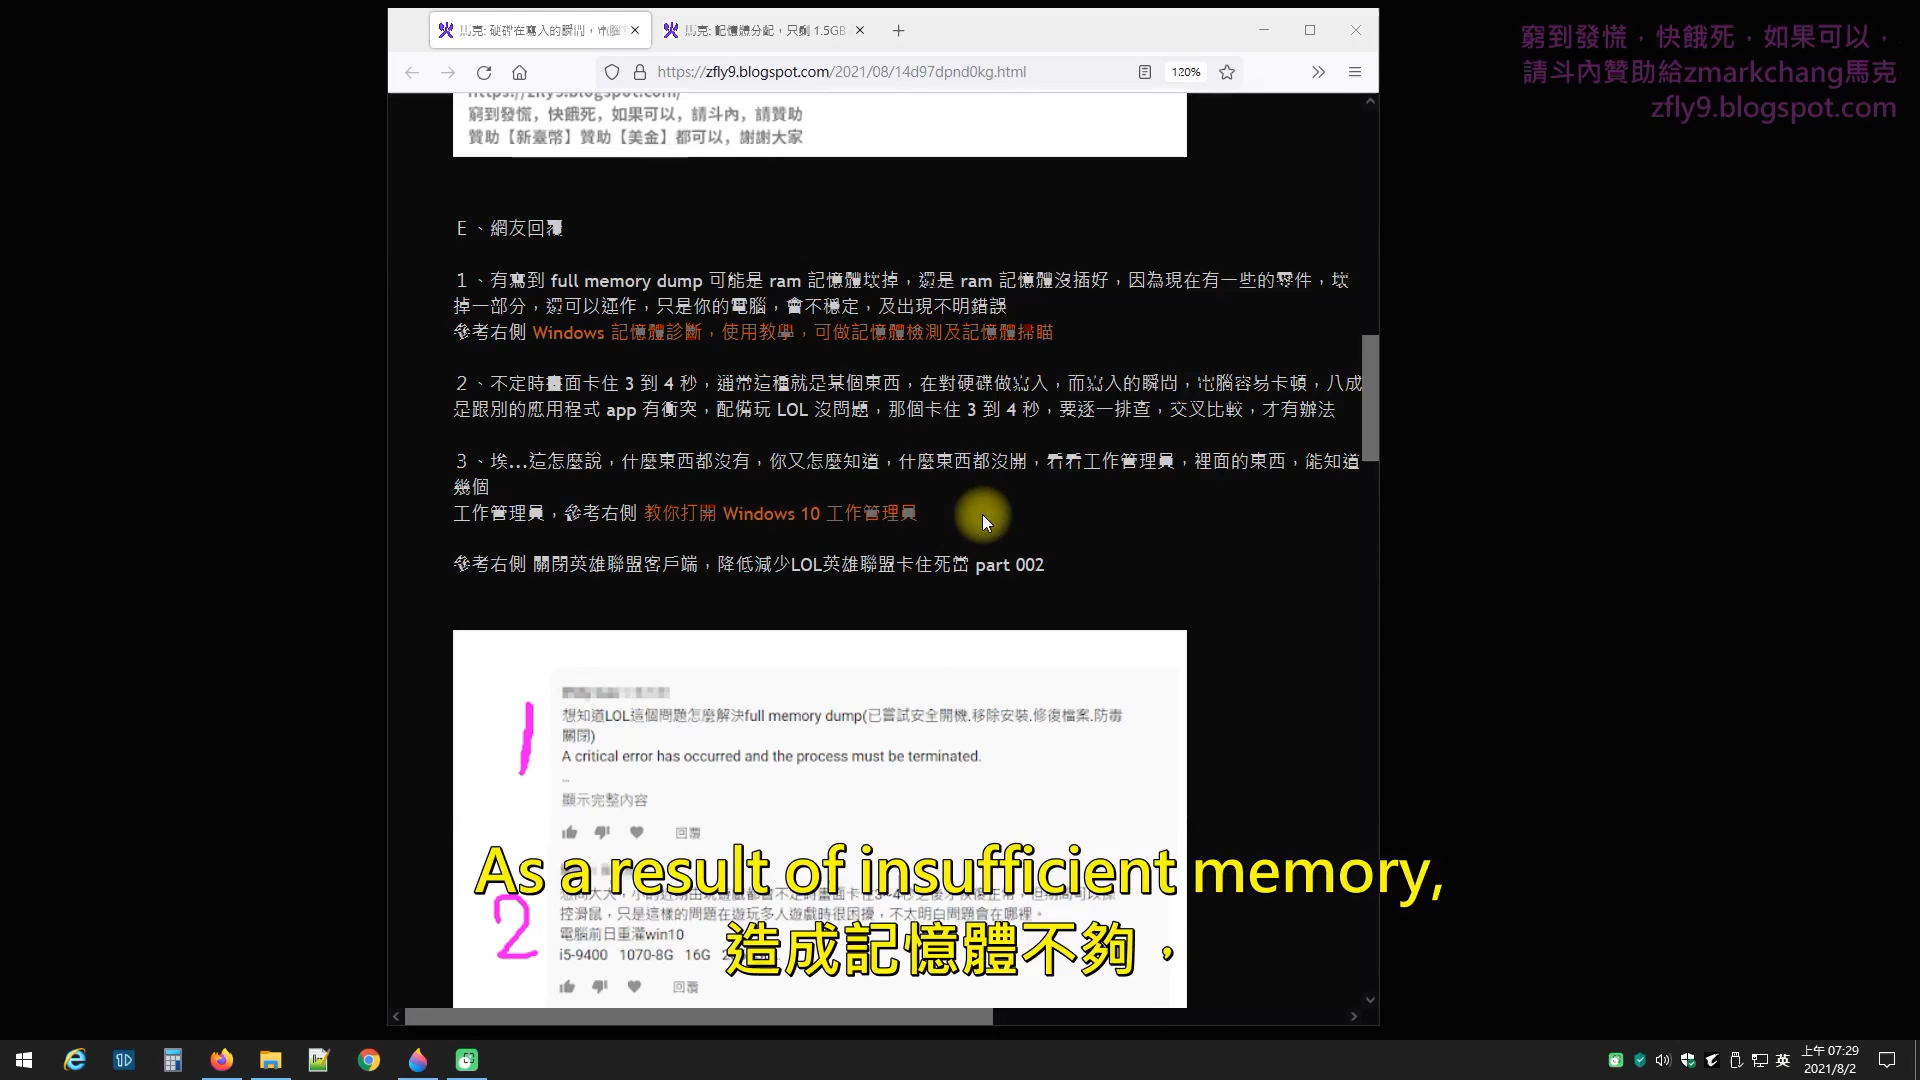 馬克: 硬碟在寫入的瞬間，電腦
馬克: 記憶體分配，只剩 1.5GB
https://zfly9.blogspot.com/2021/08/14d97dpnd0kg.html
120%
窮到發慌，快餓死，如果可以，
請斗內贊助給zmarkchang馬克
zfly9.blogspot.com
https://zfly9.blogspot.com/
窮到發慌，快餓死，如果可以，請斗內，請贊助
贊助【新臺幣】贊助【美金】都可以，謝謝大家
E 、網友回覆
１、有寫到 full memory dump 可能是 ram 記憶體壞掉，還是 ram 記憶體沒插好，因為現在有一些的零件，壞
掉一部分，還可以運作，只是你的電腦，會不穩定，及出現不明錯誤
參考右側 Windows 記憶體診斷，使用教學，可做記憶體檢測及記憶體掃瞄
２、不定時畫面卡住 3 到 4 秒，通常這種就是某個東西，在對硬碟做寫入，而寫入的瞬間，電腦容易卡頓，八成
是跟別的應用程式 app 有衝突，配備玩 LOL 沒問題，那個卡住 3 到 4 秒，要逐一排查，交叉比較，才有辦法
３、埃...這怎麼說，什麼東西都沒有，你又怎麼知道，什麼東西都沒開，看看工作管理員，裡面的東西，能知道
幾個
工作管理員，參考右側 教你打開 Windows 10 工作管理員
參考右側 關閉英雄聯盟客戶端，降低減少LOL英雄聯盟卡住死當 part 002
1
想知道LOL這個問題怎麼解決full memory dump(已嘗試安全開機.移除安裝.修復檔案.防毒
關閉)
A critical error has occurred and the process must be terminated.
...
顯示完整內容
回覆
As a result of insufficient memory,
2
控滑鼠，只是這樣的問題在遊玩多人遊戲時很困擾，不太明白問題會在哪裡。
電腦前日重灌win10
i5-9400 1070-8G 16G
造成記憶體不夠，
回覆
英
上午 07:29
2021/8/2